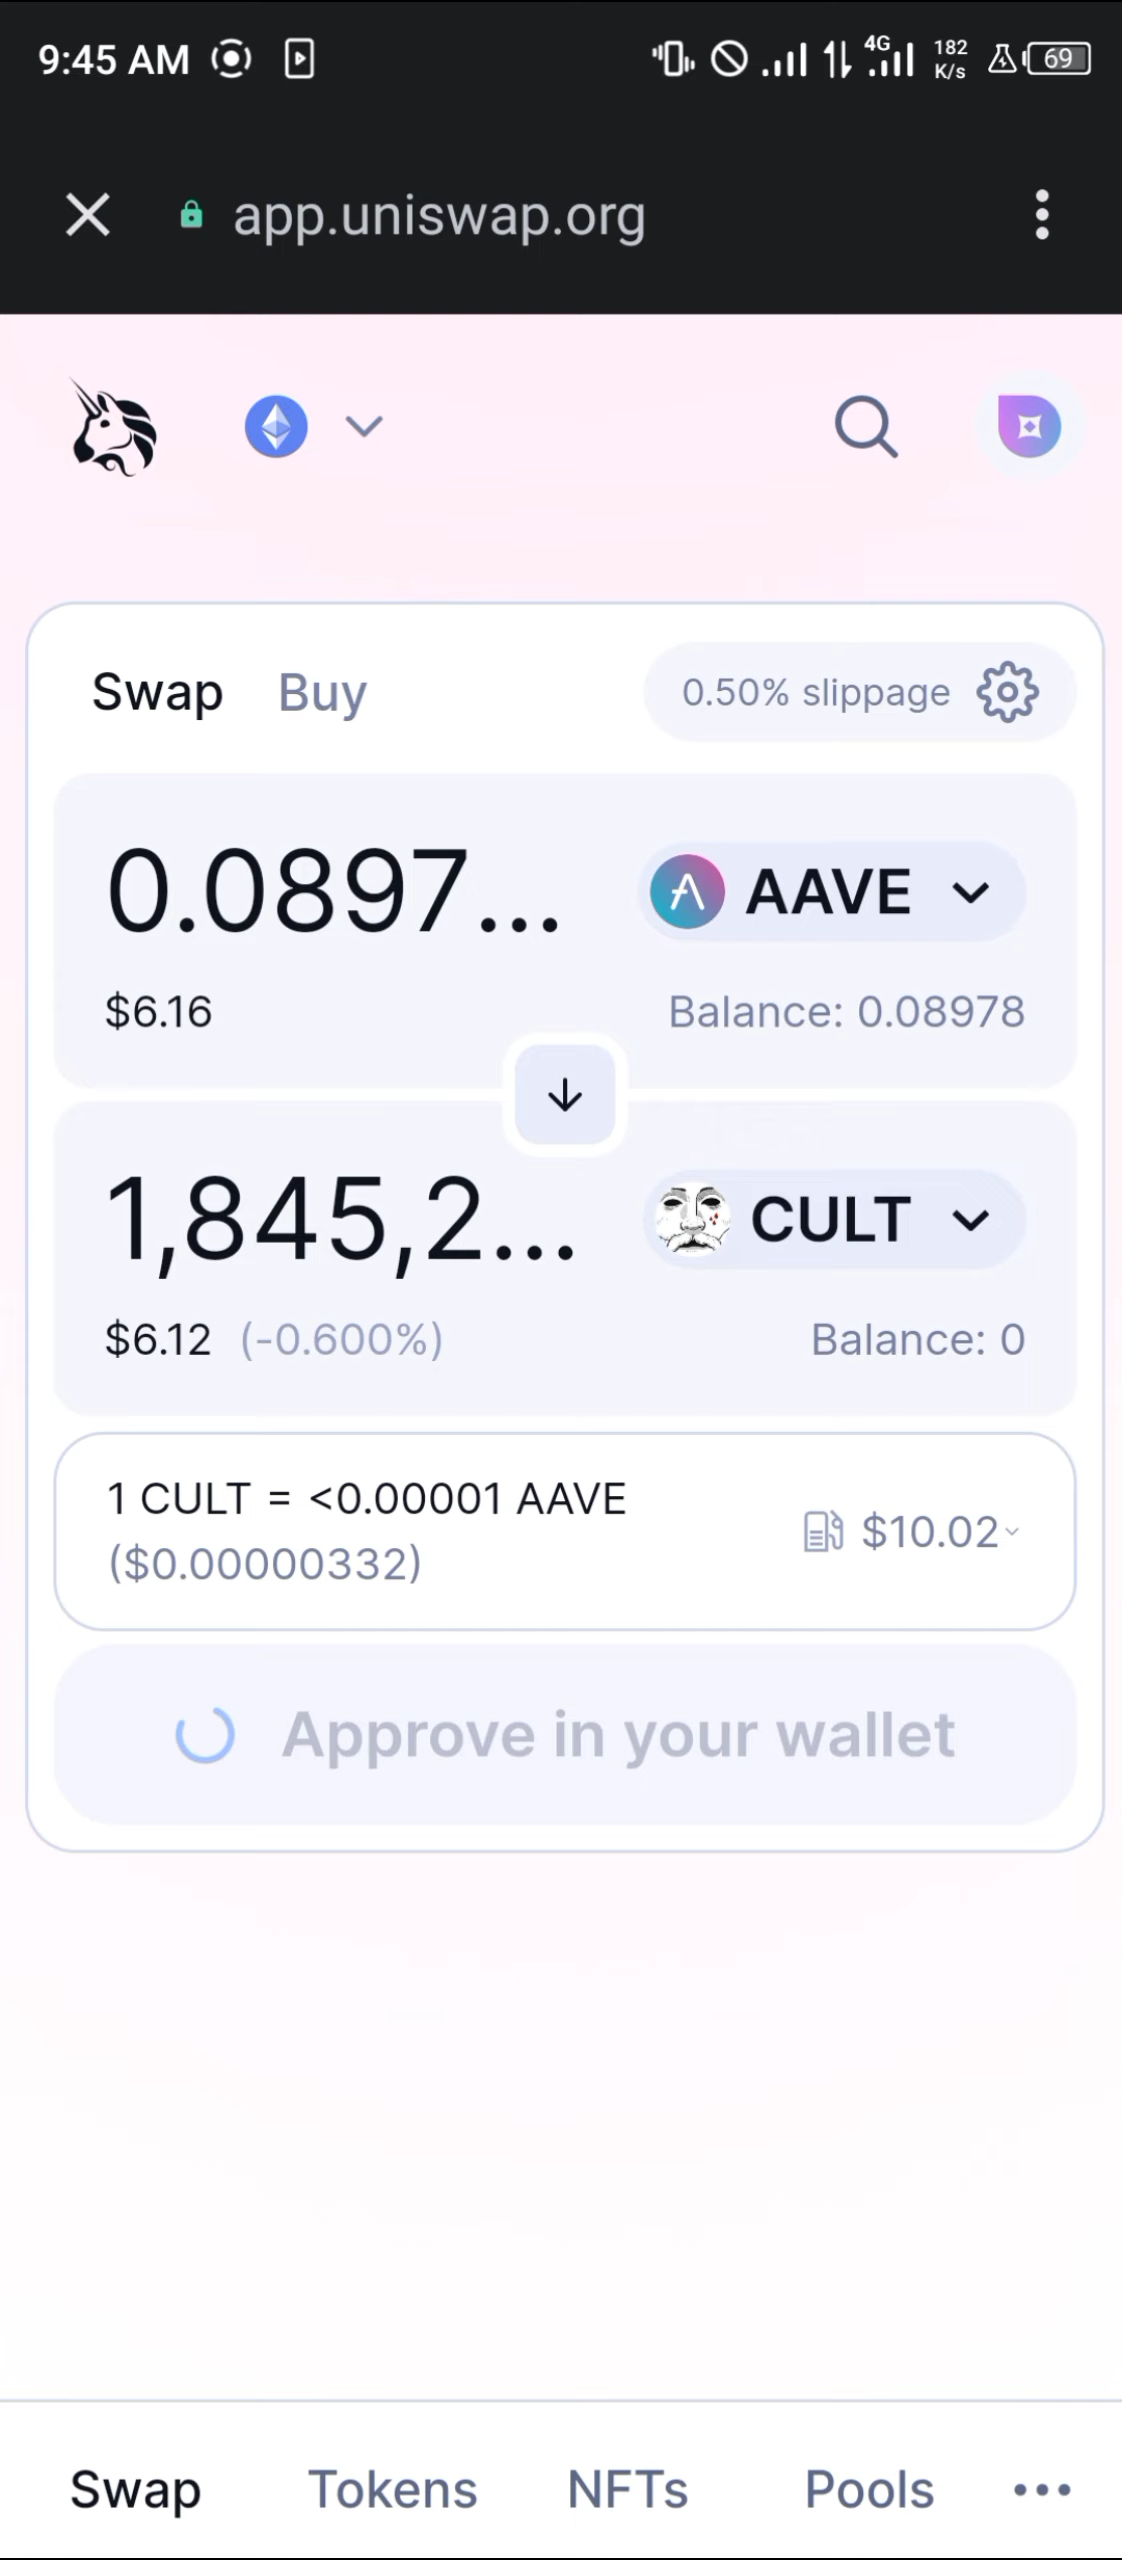 9:45 AM
4G
182
K/s
69
app.uniswap.org
Swap Buy
0.50% slippage
0.0897... AAVE
$6.16 Balance: 0.08978
1,845,2... CULT
$6.12 (-0.600%) Balance: 0
1 CULT = <0.00001 AAVE
($0.00000332)
$10.02
Approve in your wallet
Swap Tokens NFTs Pools